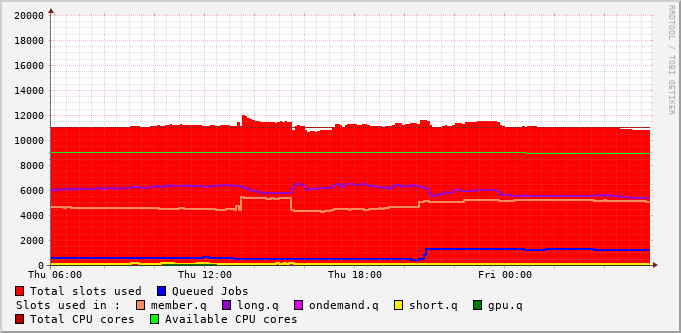 20000
18000
16000
14000
12000
10000
8000
6000
4000
2000
0
Thu 06:00 Thu 12:00 Thu 18:00 Fri 00:00
Total slots used Queued Jobs
Slots used in : member.q long.q ondemand.q short.q gpu.q
Total CPU cores Available CPU cores
RRDTOOL / TOBI OETIKER